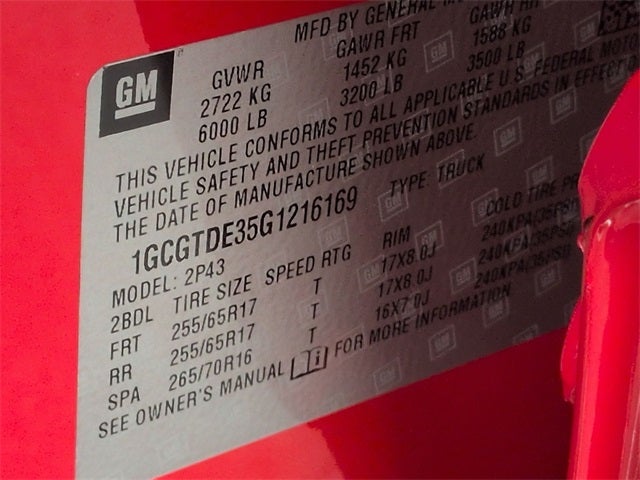 MFD BY GENERAL
GM
GVWR GAWR FRT GAWR RR
2722 KG 1452 KG 1588 KG
6000 LB 3200 LB 3500 LB
THIS VEHICLE CONFORMS TO ALL APPLICABLE U.S. FEDERAL MOTOR
VEHICLE SAFETY AND THEFT PREVENTION STANDARDS IN EFFECT
THE DATE OF MANUFACTURE SHOWN ABOVE.
1GCGTDE35G1216169 TYPE: TRUCK
MODEL: 2P43
2BDL TIRE SIZE SPEED RTG RIM COLD TIRE PR
FRT 255/65R17 T 17X8.0J 240KPA(35PSI)
RR 255/65R17 T 17X8.0J 240KPA(35PSI)
SPA 265/70R16 T 16X7.0J 240KPA(35PSI)
SEE OWNER'S MANUAL FOR MORE INFORMATION